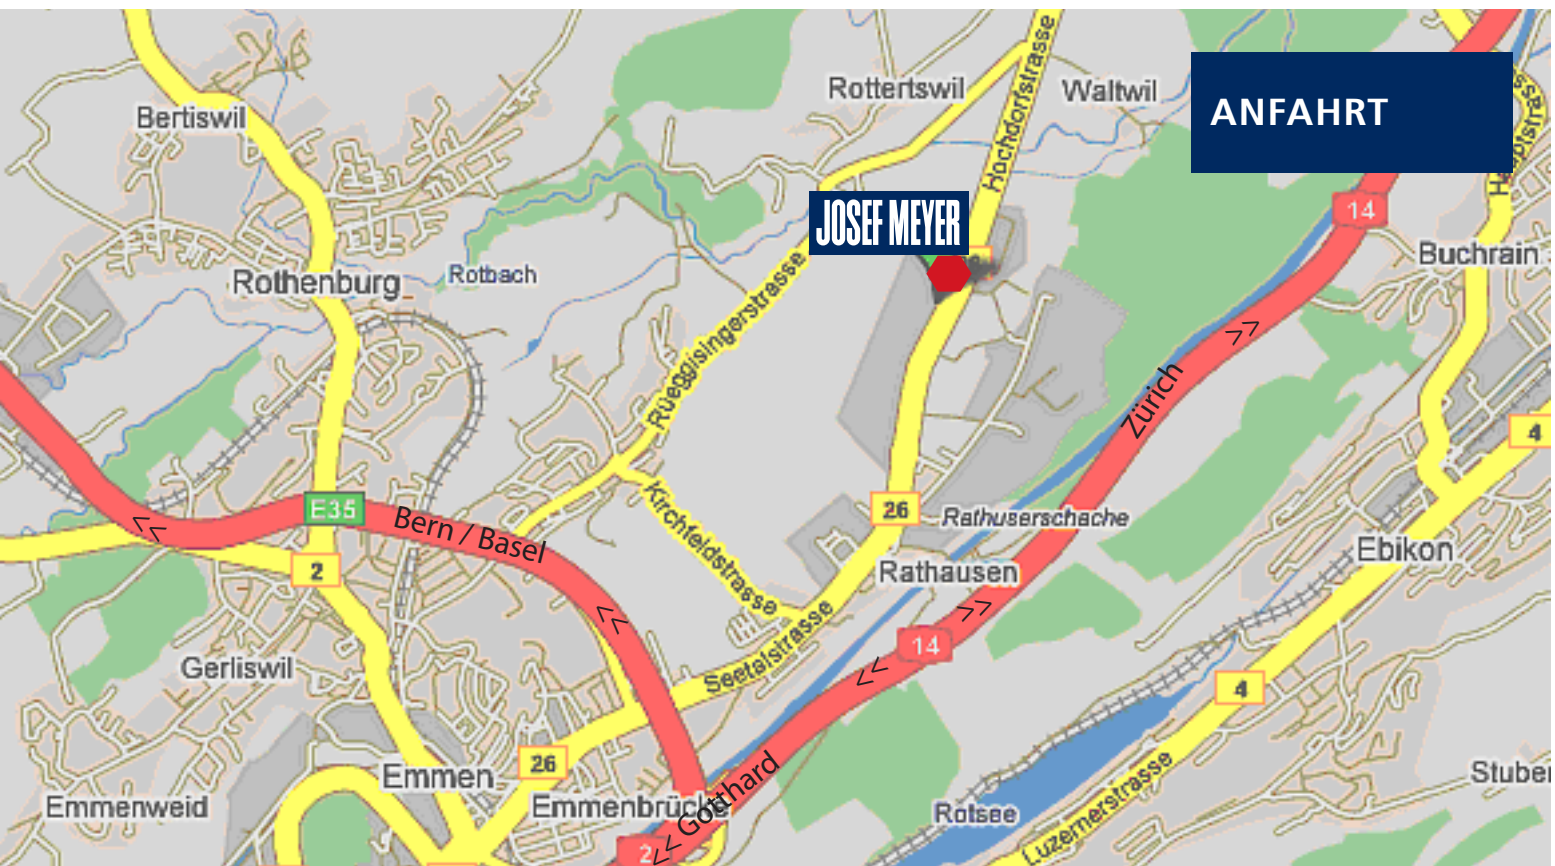 Hochdorfstrasse
Rottertswil
Waltwil
ANFAHRT
Bertiswil
JOSEF MEYER
14
Buchrain
Rothenburg
Rotbach
Rüeggisingerstrasse
Zürich
>>
4
E35
Bern / Basel
<<
Kirchfeldstrasse
26
Rathuserschache
Ebikon
2
Rathausen
>>
<<
14
<<
Gerliswil
Seetalstrasse
4
26
Emmen
Emmenweid
Emmenbrücke
<< Gotthard
2
Rotsee
Luzernerstrasse